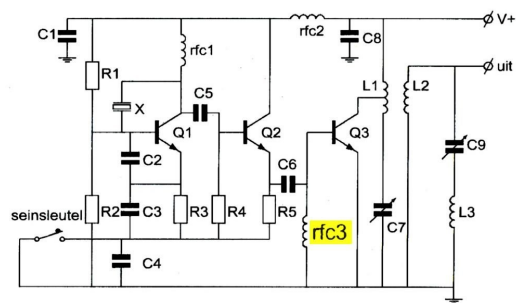 C1
rfc1
rfc2
C8
V+
uit
R1
X
C5
L1
L2
Q1
Q2
Q3
C9
C2
C6
seinsleutel
R2
C3
R3
R4
R5
rfc3
C7
L3
C4